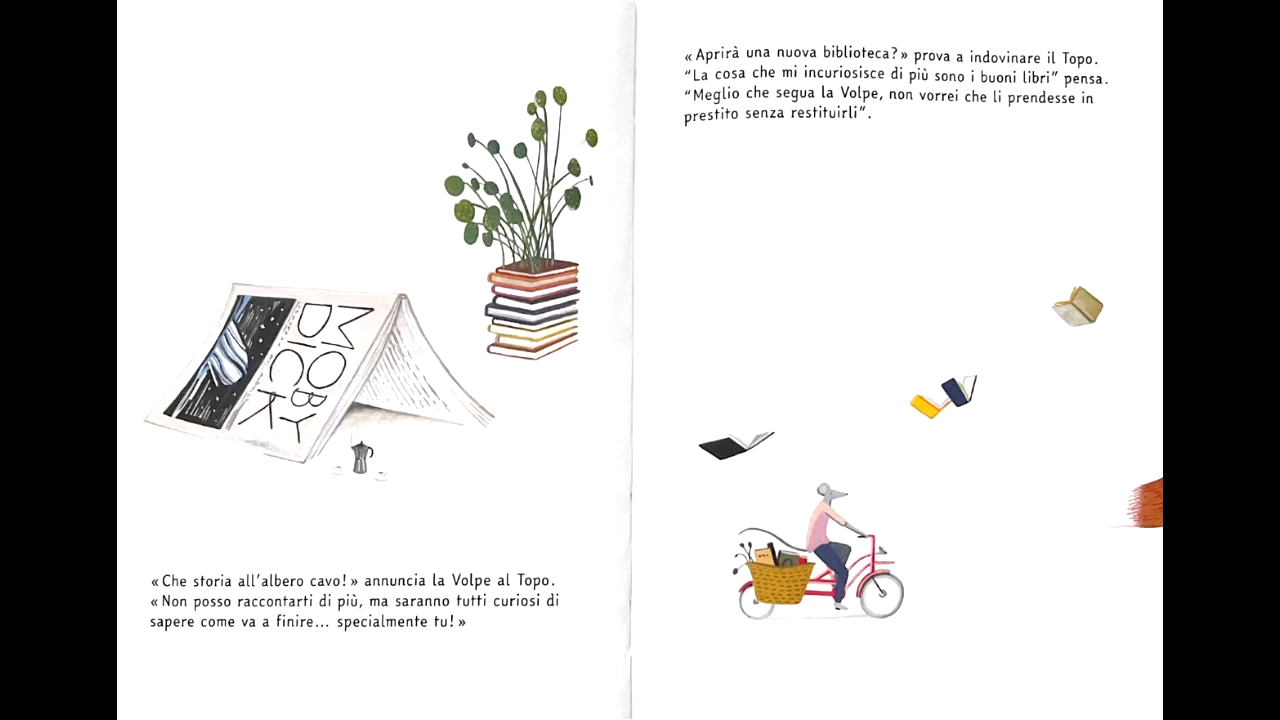 MOBY
DICK
«Che storia all'albero cavo!» annuncia la Volpe al Topo.
«Non posso raccontarti di più, ma saranno tutti curiosi di
sapere come va a finire... specialmente tu!»
«Aprirà una nuova biblioteca?» prova a indovinare il Topo.
“La cosa che mi incuriosisce di più sono i buoni libri” pensa.
“Meglio che segua la Volpe, non vorrei che li prendesse in
prestito senza restituirli”.